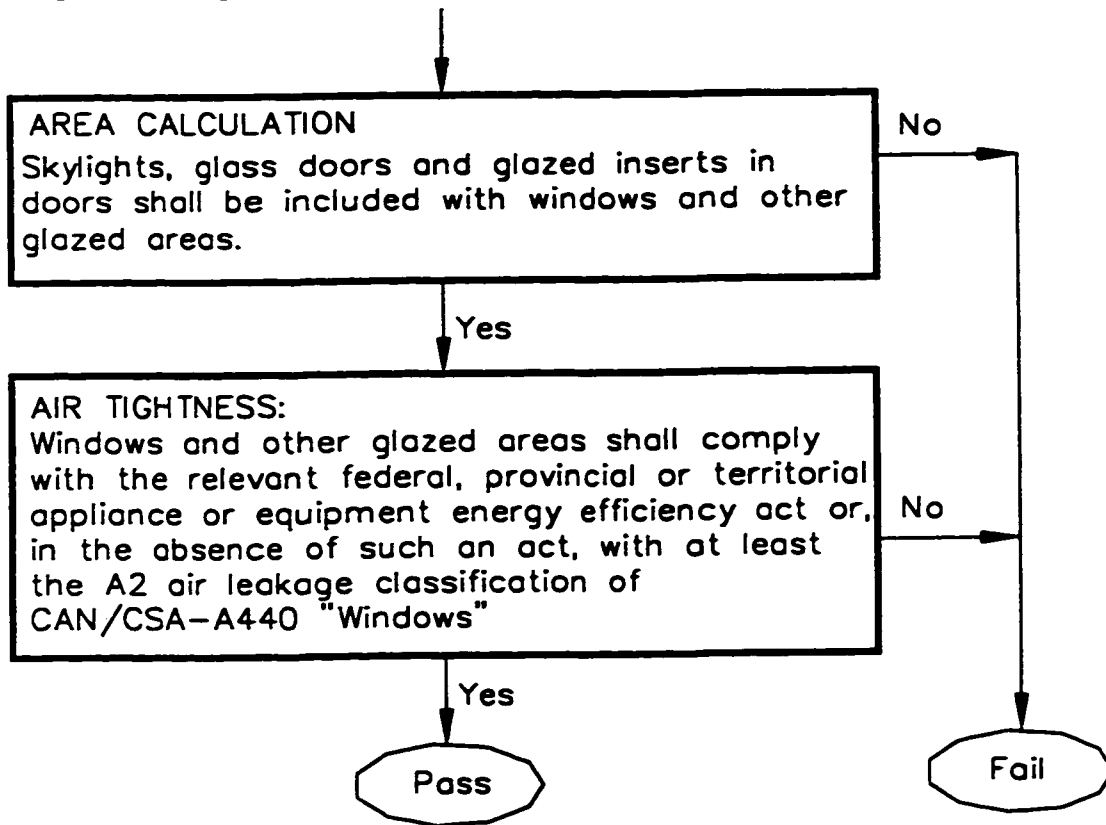 AREA CALCULATION
No
Skylights, glass doors and glazed inserts in
doors shall be included with windows and other
glazed areas.
Yes
AIR TIGHTNESS:
Windows and other glazed areas shall comply
with the relevant federal, provincial or territorial
appliance or equipment energy efficiency act or,
No
in the absence of such an act, with at least
the A2 air leakage classification of
CAN/CSA-A440 "Windows"
Yes
Pass
Fail